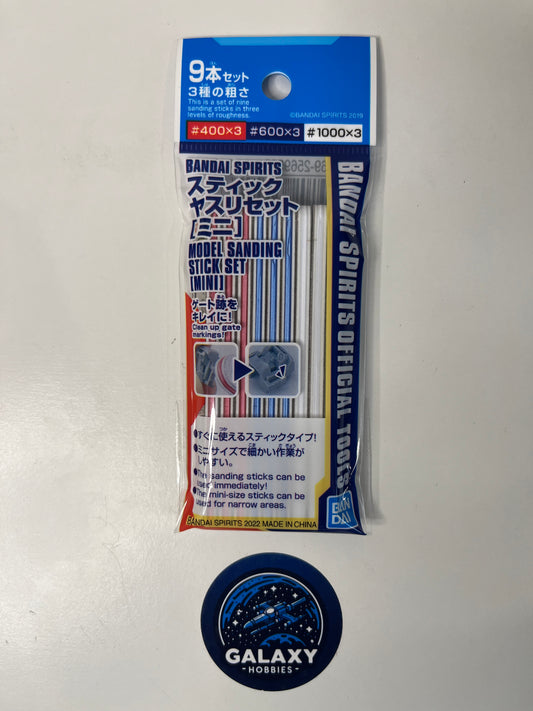 9本セット
3種の粗さ
This is a set of nine
sanding sticks in three
levels of roughness.
©BANDAI SPIRITS 2019
#400×3 #600×3 #1000×3
BANDAI SPIRITS
スティック
ヤスリセット
[ミニ]
MODEL SANDING
STICK SET
[MINI]
ゲート跡を
キレイに!
Clean up gate
markings!
BANDAI SPIRITS OFFICIAL TOOLS
●すぐに使えるスティックタイプ!
●ミニサイズで細かい作業が
しやすい。
●The sanding sticks can be
used immediately!
●The mini-size sticks can be
used for narrow areas.
BAN
DAI
BANDAI SPIRITS 2022 MADE IN CHINA
GALAXY
-HOBBIES-